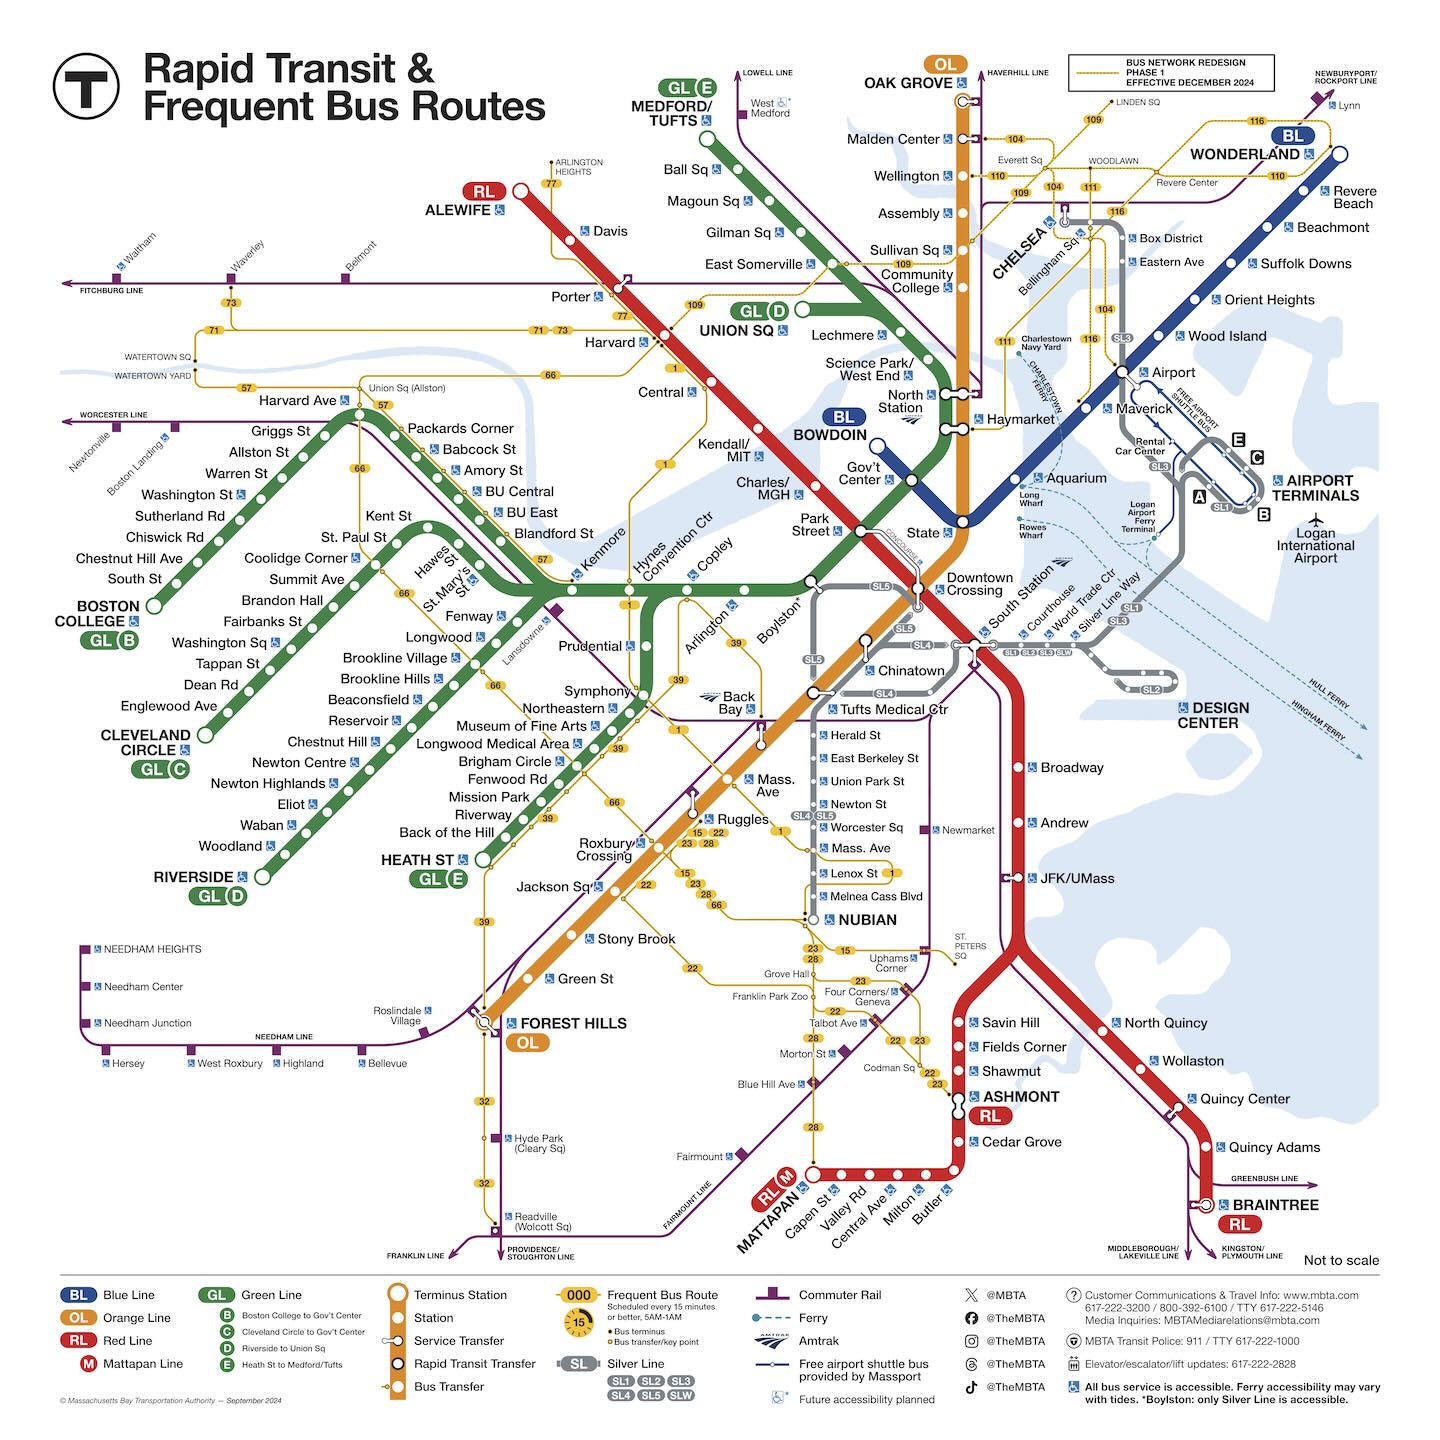 T
Rapid Transit &
Frequent Bus Routes
BUS NETWORK REDESIGN
PHASE 1
EFFECTIVE DECEMBER 2024
GL E
MEDFORD/
TUFTS
LOWELL LINE
West
Medford
OL
OAK GROVE
HAVERHILL LINE
NEWBURYPORT/
ROCKPORT LINE
Lynn
LINDEN SQ
109
116
BL
WONDERLAND
Malden Center
104
Everett Sq
WOODLAWN
Wellington
110
109
104
111
Revere Center
110
116
Assembly
Sullivan Sq
109
Community
College
Ball Sq
Magoun Sq
Gilman Sq
East Somerville
GL D
UNION SQ
Lechmere
Science Park/
West End
North
Station
Haymarket
BL
BOWDOIN
Gov't
Center
State
Revere
Beach
Beachmont
Suffolk Downs
Orient Heights
Wood Island
Airport
Maverick
Aquarium
CHELSEA
Bellingham Sq
Box District
Eastern Ave
SL3
104
111
116
Charlestown
Navy Yard
CHARLESTOWN
FERRY
FREE AIRPORT
SHUTTLE BUS
Rental
Car Center
SL3
E
C
A
SL1
B
AIRPORT
TERMINALS
Logan
International
Airport
Long
Wharf
Rowes
Wharf
Logan
Airport
Ferry
Terminal
HULL FERRY
HINGHAM FERRY
ARLINGTON
HEIGHTS
77
RL
ALEWIFE
Davis
Porter
77
109
Harvard
1
Central
Kendall/
MIT
Charles/
MGH
Park
Street
CONCOURSE
Downtown
Crossing
South Station
Waltham
Waverley
Belmont
FITCHBURG LINE
73
71
71
73
WATERTOWN SQ
WATERTOWN YARD
66
57
Union Sq (Allston)
57
WORCESTER LINE
Newtonville
Boston Landing
66
1
Harvard Ave
Griggs St
Allston St
Warren St
Washington St
Sutherland Rd
Chiswick Rd
Chestnut Hill Ave
South St
BOSTON
COLLEGE
GL B
Packards Corner
Babcock St
Amory St
BU Central
BU East
Blandford St
57
Kenmore
Hynes
Convention Ctr
Copley
Arlington
Boylston*
Kent St
St. Paul St
Coolidge Corner
Summit Ave
Brandon Hall
Fairbanks St
Washington Sq
Tappan St
Dean Rd
Englewood Ave
CLEVELAND
CIRCLE
GL C
Hawes
St
St. Mary's
St
66
Fenway
Longwood
Brookline Village
Brookline Hills
Beaconsfield
Reservoir
Chestnut Hill
Newton Centre
Newton Highlands
Eliot
Waban
Woodland
RIVERSIDE
GL D
Lansdowne
66
1
Prudential
Symphony
Northeastern
Museum of Fine Arts
Longwood Medical Area
Brigham Circle
Fenwood Rd
Mission Park
Riverway
Back of the Hill
HEATH ST
GL E
39
39
39
39
1
66
Back
Bay
SL5
SL5
SL4
SL5
SL4
SL1
SL2
SL3
SLW
Courthouse
World Trade Ctr
Silver Line Way
SL1
SL3
SL2
DESIGN
CENTER
Chinatown
Tufts Medical Ctr
Herald St
East Berkeley St
Union Park St
Newton St
SL4
SL5
Worcester Sq
Mass. Ave
Lenox St
1
Melnea Cass Blvd
NUBIAN
Mass.
Ave
Ruggles
15
22
23
28
1
Roxbury
Crossing
Jackson Sq
22
15
23
28
66
Stony Brook
Green St
FOREST HILLS
OL
39
22
Newmarket
Broadway
Andrew
JFK/UMass
23
28
15
ST.
PETERS
SQ
Uphams
Corner
Grove Hall
Franklin Park Zoo
23
Four Corners/
Geneva
22
Talbot Ave
28
22
23
Morton St
Codman Sq
22
23
Blue Hill Ave
28
Savin Hill
Fields Corner
Shawmut
ASHMONT
RL
Cedar Grove
RL M
MATTAPAN
Capen St
Valley Rd
Central Ave
Milton
Butler
North Quincy
Wollaston
Quincy Center
Quincy Adams
GREENBUSH LINE
BRAINTREE
RL
MIDDLEBOROUGH/
LAKEVILLE LINE
KINGSTON/
PLYMOUTH LINE
Not to scale
NEEDHAM HEIGHTS
Needham Center
Needham Junction
NEEDHAM LINE
Hersey
West Roxbury
Highland
Bellevue
Roslindale
Village
32
Hyde Park
(Cleary Sq)
32
Readville
(Wolcott Sq)
Fairmount
FAIRMOUNT LINE
FRANKLIN LINE
PROVIDENCE/
STOUGHTON LINE
BL Blue Line
OL Orange Line
RL Red Line
M Mattapan Line
GL Green Line
B Boston College to Gov't Center
C Cleveland Circle to Gov't Center
D Riverside to Union Sq
E Heath St to Medford/Tufts
Terminus Station
Station
Service Transfer
Rapid Transit Transfer
Bus Transfer
000 Frequent Bus Route
15
Scheduled every 15 minutes
or better, 5AM-1AM
Bus terminus
Bus transfer/key point
SL Silver Line
SL1 SL2 SL3
SL4 SL5 SLW
Commuter Rail
Ferry
AMTRAK Amtrak
Free airport shuttle bus
provided by Massport
Future accessibility planned
@MBTA
@TheMBTA
@TheMBTA
@TheMBTA
@TheMBTA
Customer Communications & Travel Info: www.mbta.com
617-222-3200 / 800-392-6100 / TTY 617-222-5146
Media Inquiries: MBTAMediarelations@mbta.com
MBTA Transit Police: 911 / TTY 617-222-1000
Elevator/escalator/lift updates: 617-222-2828
All bus service is accessible. Ferry accessibility may vary
with tides. *Boylston: only Silver Line is accessible.
© Massachusetts Bay Transportation Authority — September 2024